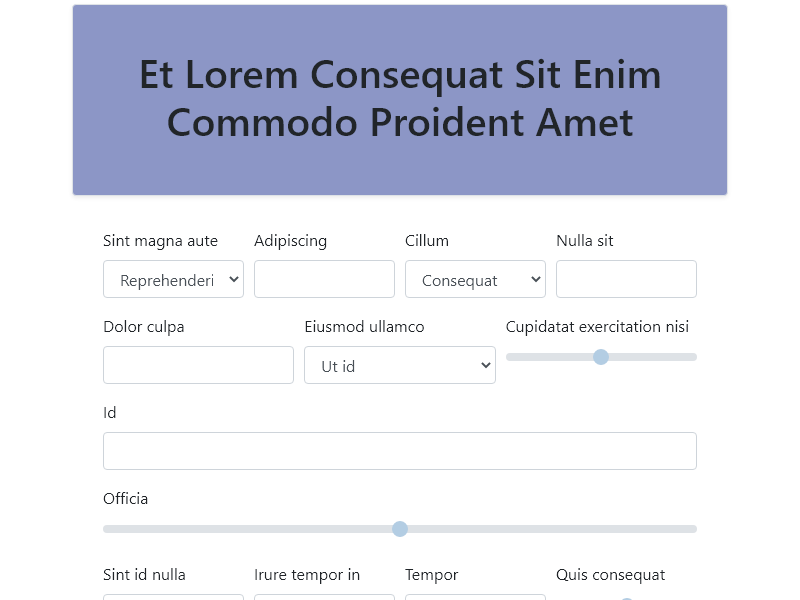 Et Lorem Consequat Sit Enim
Commodo Proident Amet
Sint magna aute
Adipiscing
Cillum
Nulla sit
Reprehenderi
Consequat
Dolor culpa
Eiusmod ullamco
Cupidatat exercitation nisi
Ut id
Id
Officia
Sint id nulla
Irure tempor in
Tempor
Quis consequat